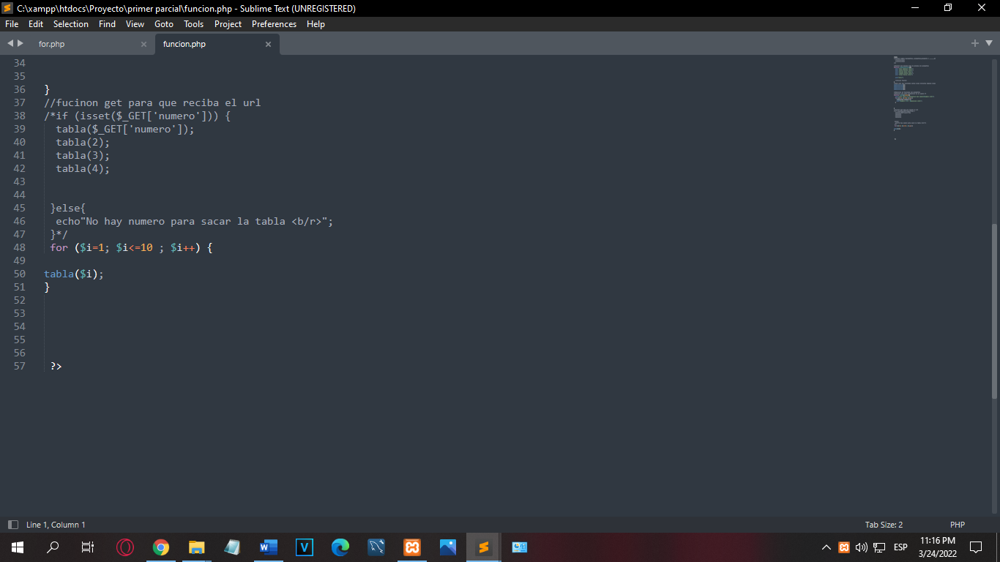 C:\xampp\htdocs\Proyecto\primer parcial\funcion.php - Sublime Text (UNREGISTERED)
File Edit Selection Find View Goto Tools Project Preferences Help
for.php funcion.php
34
35
36 }
37 //fucinon get para que reciba el url
38 /*if (isset($_GET['numero'])) {
39 tabla($_GET['numero']);
40 tabla(2);
41 tabla(3);
42 tabla(4);
43
44
45 }else{
46 echo"No hay numero para sacar la tabla <b/r>";
47 }*/
48 for ($i=1; $i<=10 ; $i++) {
49
50 tabla($i);
51 }
52
53
54
55
56
57 ?>
Line 1, Column 1 Tab Size: 2 PHP
ESP
11:16 PM
3/24/2022